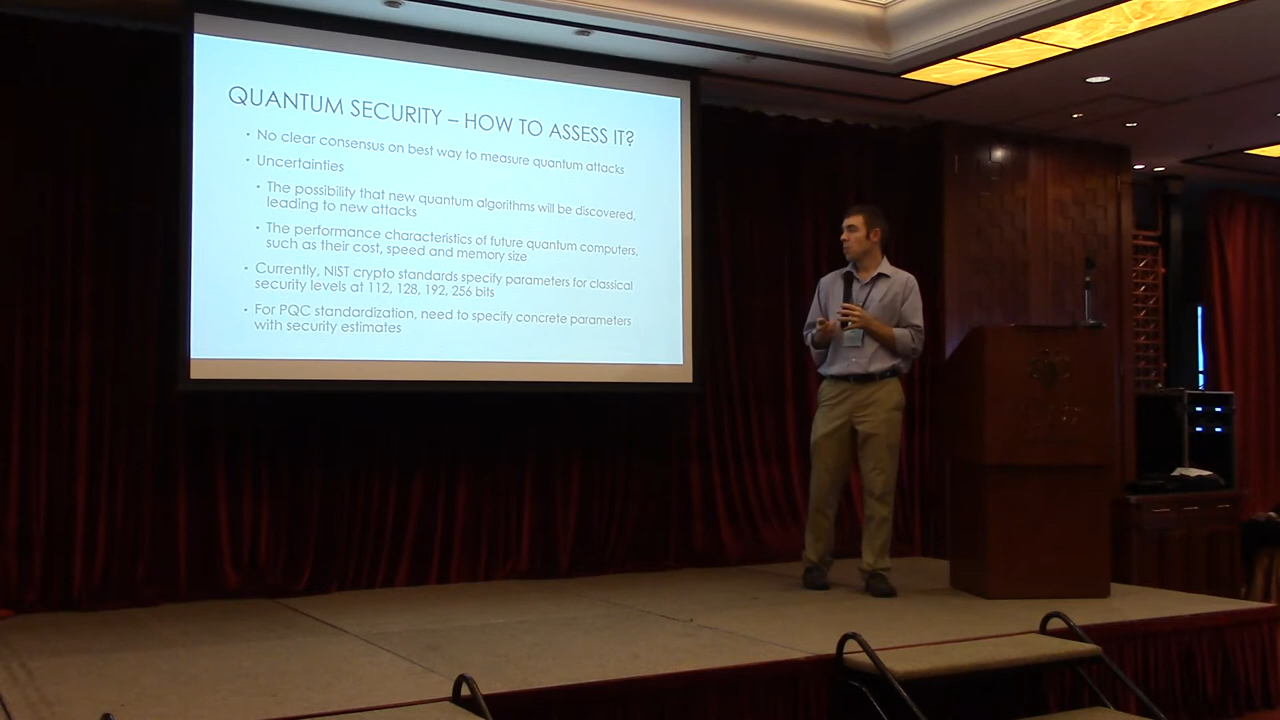 QUANTUM SECURITY – HOW TO ASSESS IT?
• No clear consensus on best way to measure quantum attacks
• Uncertainties
• The possibility that new quantum algorithms will be discovered,
leading to new attacks
• The performance characteristics of future quantum computers,
such as their cost, speed and memory size
• Currently, NIST crypto standards specify parameters for classical
security levels at 112, 128, 192, 256 bits
• For PQC standardization, need to specify concrete parameters
with security estimates